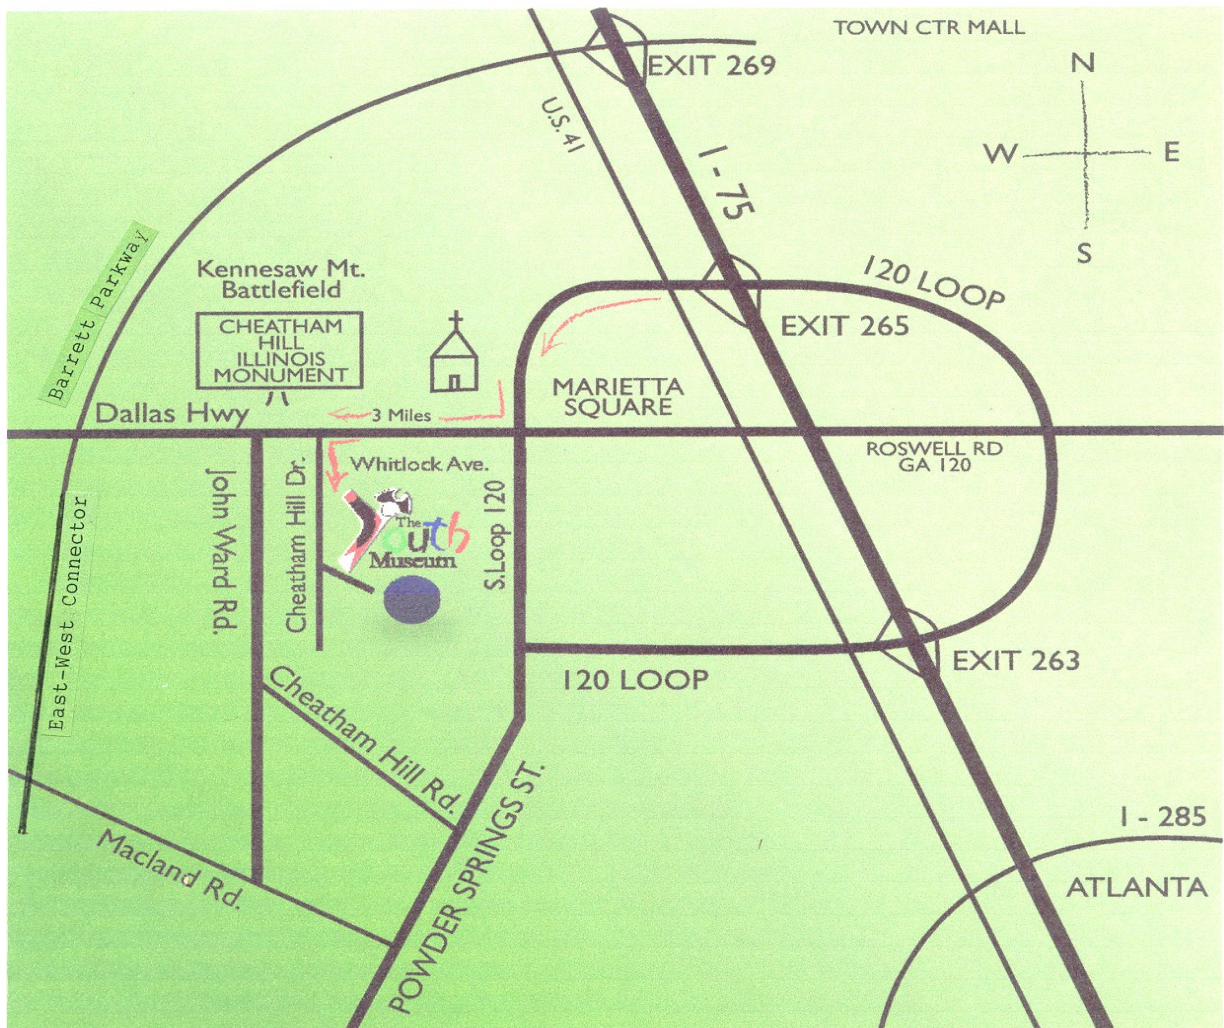 TOWN CTR MALL
EXIT 269
N
W
E
S
U.S. 41
I - 75
Barrett Parkway
Kennesaw Mt.
Battlefield
CHEATHAM
HILL
ILLINOIS
MONUMENT
120 LOOP
EXIT 265
MARIETTA
SQUARE
Dallas Hwy
3 Miles
ROSWELL RD
GA 120
Whitlock Ave.
John Ward Rd.
Cheatham Hill Dr.
The
outh
Museum
S.Loop 120
East-West Connector
EXIT 263
120 LOOP
Cheatham Hill Rd.
Macland Rd.
POWDER SPRINGS ST.
I - 285
ATLANTA